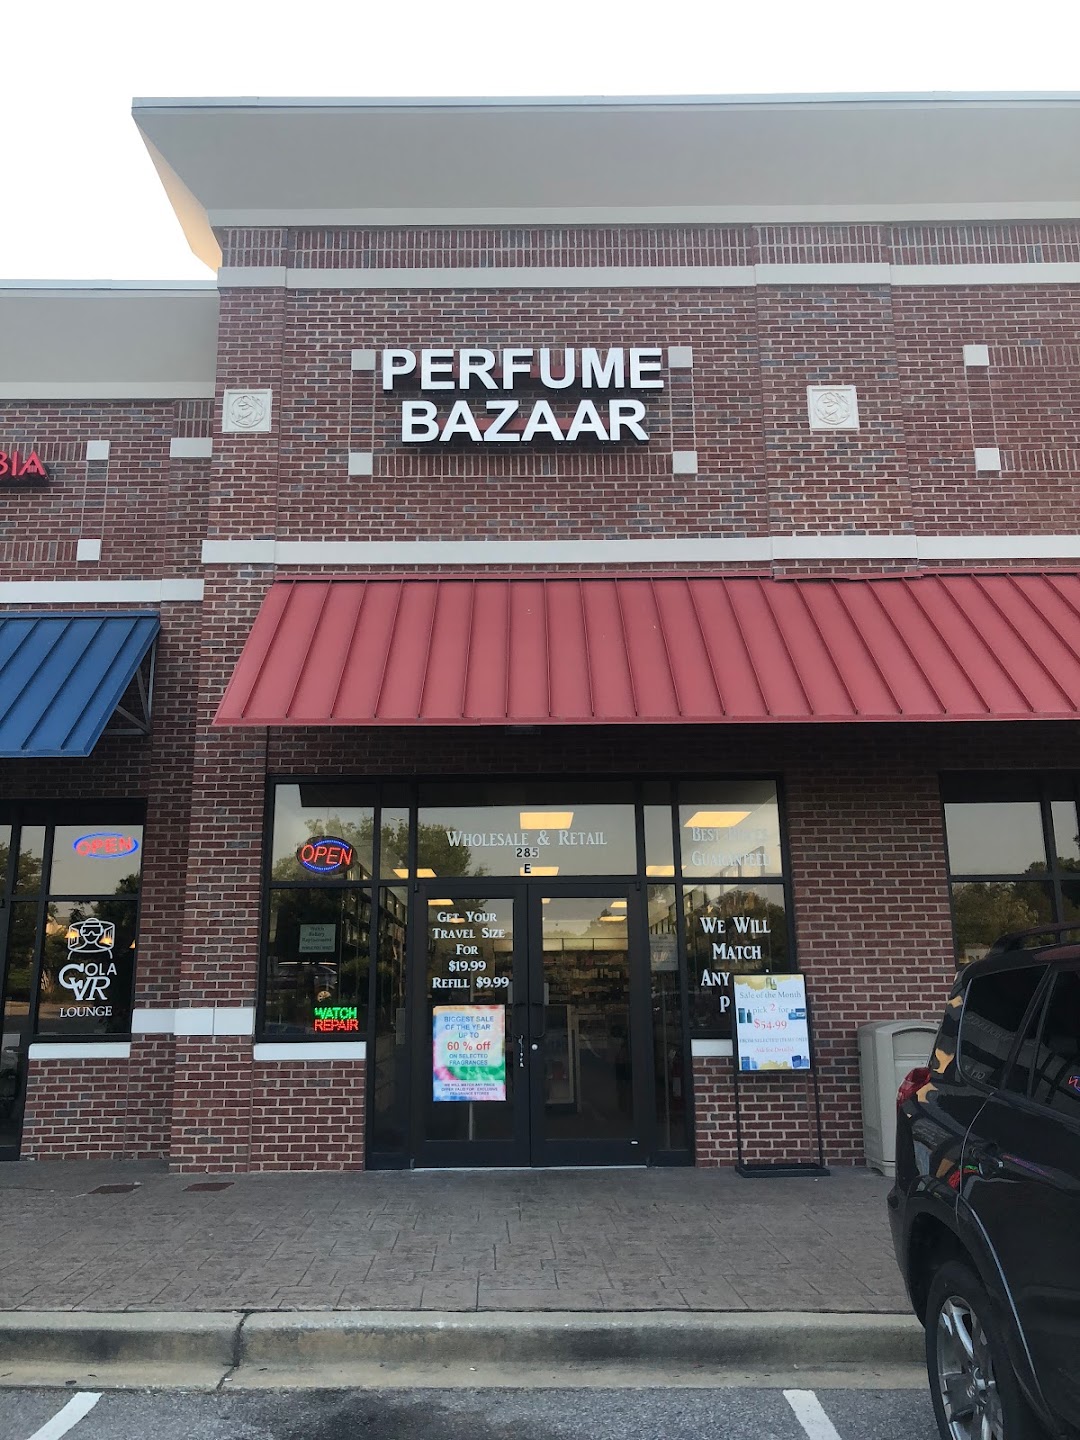 PERFUME
BAZAAR
BIA
OPEN
COLA
VR
LOUNGE
OPEN
WHOLESALE & RETAIL
285
E
BEST PRICES
GUARANTEED
GET YOUR
TRAVEL SIZE
FOR
$19.99
REFILL $9.99
WE WILL
MATCH
ANY
P
WATCH
REPAIR
BIGGEST SALE
OF THE YEAR
UP TO
60 % off
ON SELECTED
FRAGRANCES
Sale of the Month
pick 2 for
$54.99